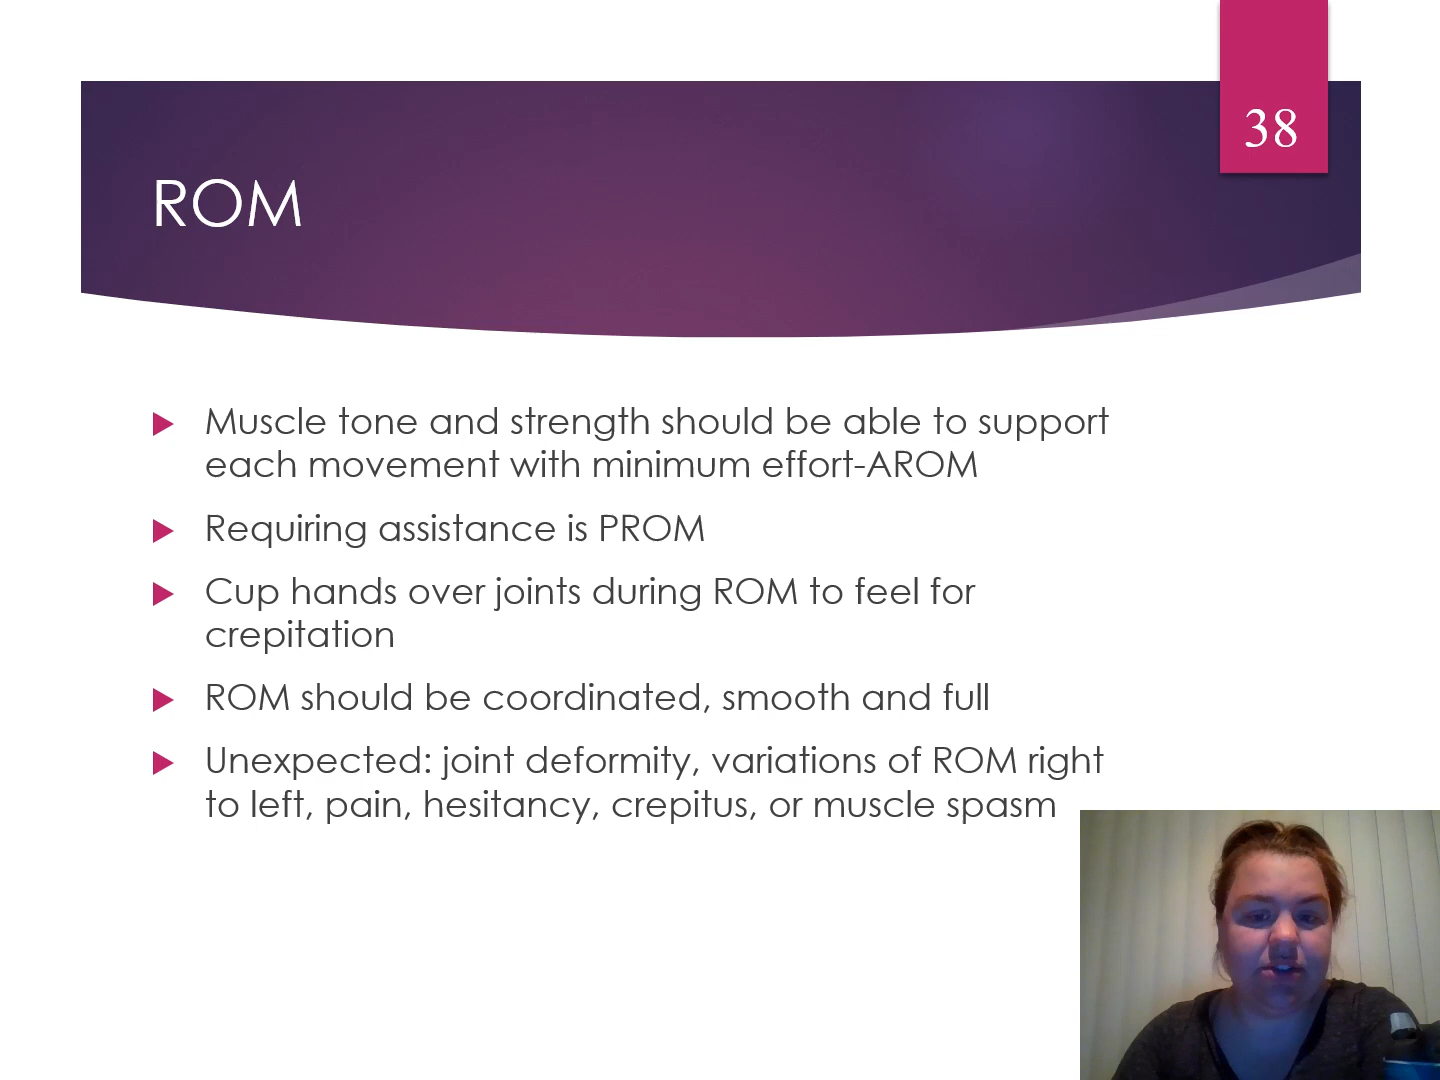 38
ROM
Muscle tone and strength should be able to support
each movement with minimum effort-AROM
Requiring assistance is PROM
Cup hands over joints during ROM to feel for
crepitation
ROM should be coordinated, smooth and full
Unexpected: joint deformity, variations of ROM right
to left, pain, hesitancy, crepitus, or muscle spasm